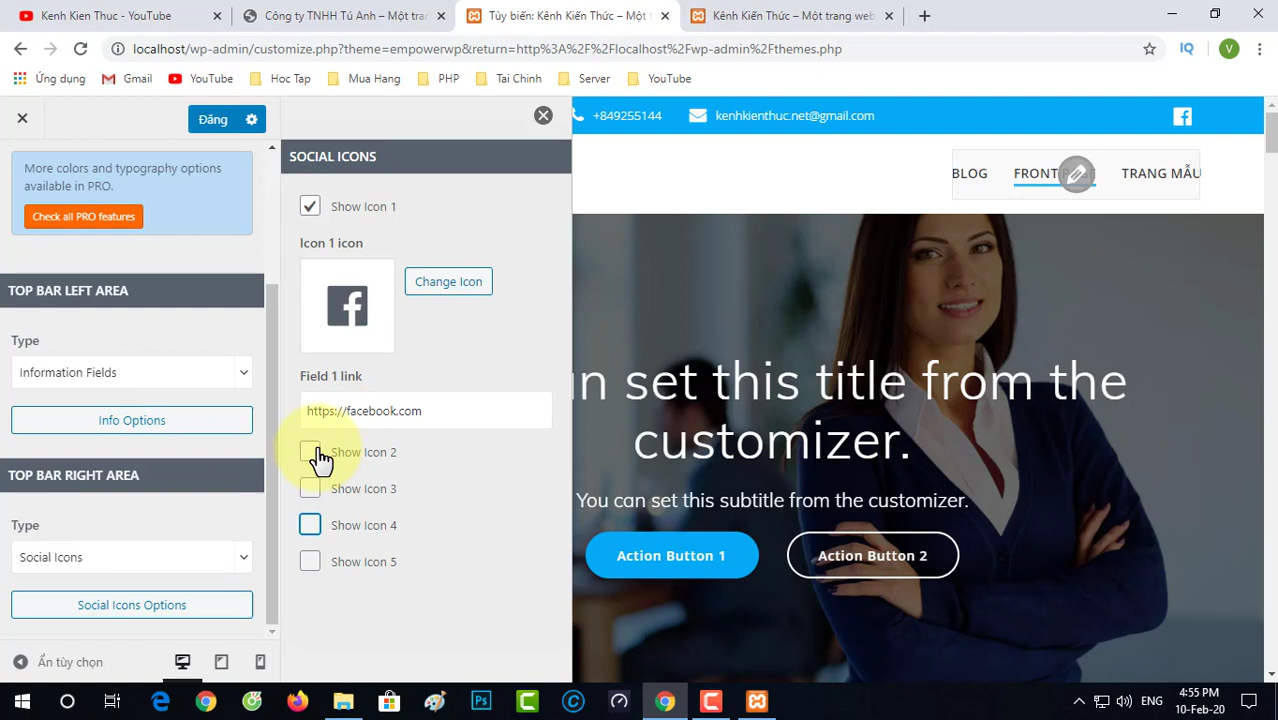 Kenh Kien Thuc - YouTube
Công ty TNHH Tú Anh – Một tran
Tùy biến: Kênh Kiến Thức – Một t
Kênh Kiến Thức – Một trang web
localhost/wp-admin/customize.php?theme=empowerwp&return=http%3A%2F%2Flocalhost%2Fwp-admin%2Fthemes.php
IQ
V
Ứng dụng
Gmail
YouTube
Hoc Tap
Mua Hang
PHP
Tai Chinh
Server
YouTube
Đăng
+849255144
kenhkienthuc.net@gmail.com
More colors and typography options
available in PRO.
Check all PRO features
SOCIAL ICONS
Show Icon 1
BLOG
FRONT
TRANG MẪU
Icon 1 icon
Change Icon
TOP BAR LEFT AREA
Type
Information Fields
Info Options
Field 1 link
https://facebook.com
Show Icon 2
Show Icon 3
Show Icon 4
Show Icon 5
TOP BAR RIGHT AREA
Type
Social Icons
Social Icons Options
n set this title from the
customizer.
You can set this subtitle from the customizer.
Action Button 1
Action Button 2
Ẩn tùy chọn
Ps
ENG
4:55 PM
10-Feb-20